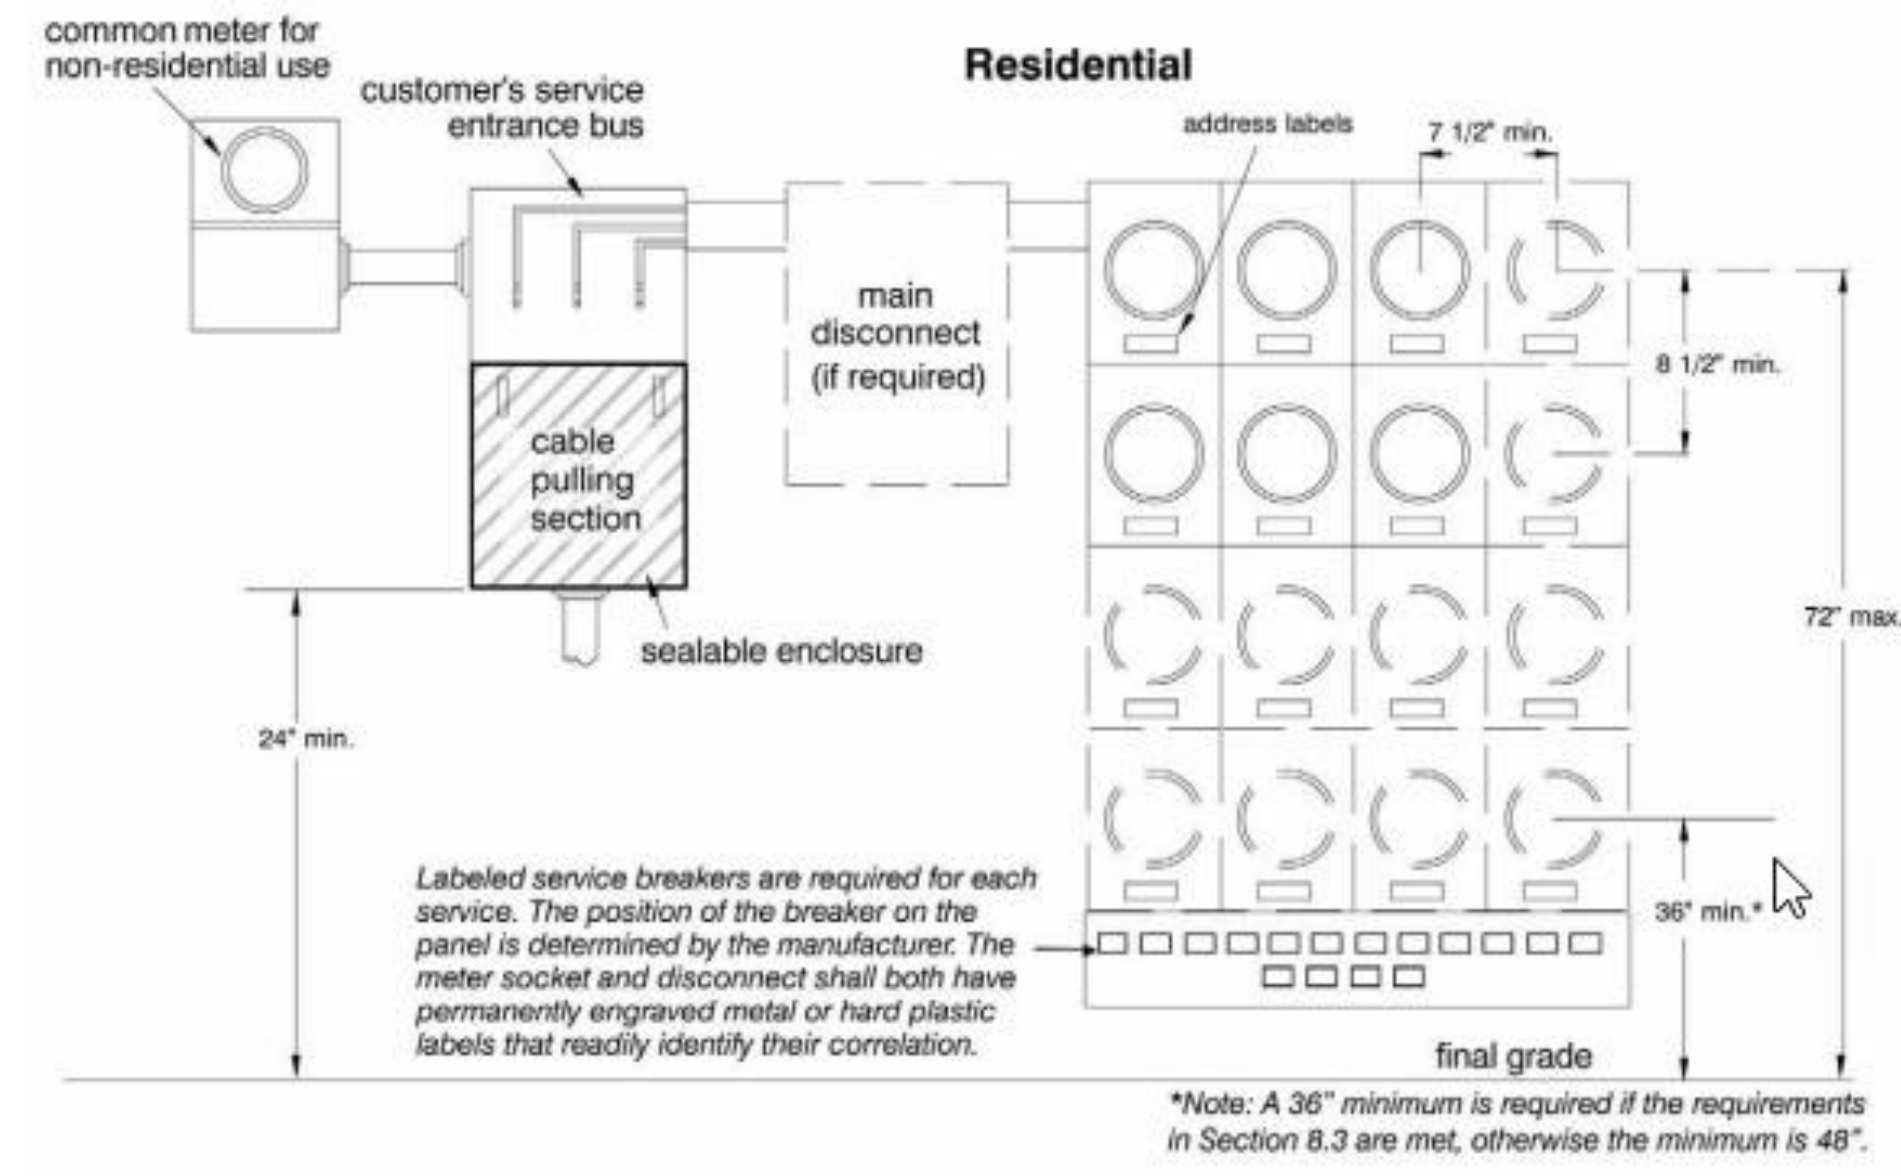 common meter for
non-residential use
customer's service
entrance bus
Residential
address labels
7 1/2" min.
main
disconnect
(if required)
8 1/2" min.
cable
pulling
section
72" max.
sealable enclosure
24" min.
Labeled service breakers are required for each
service. The position of the breaker on the
panel is determined by the manufacturer. The
meter socket and disconnect shall both have
permanently engraved metal or hard plastic
labels that readily identify their correlation.
36" min.*
final grade
*Note: A 36" minimum is required if the requirements
in Section 8.3 are met, otherwise the minimum is 48".